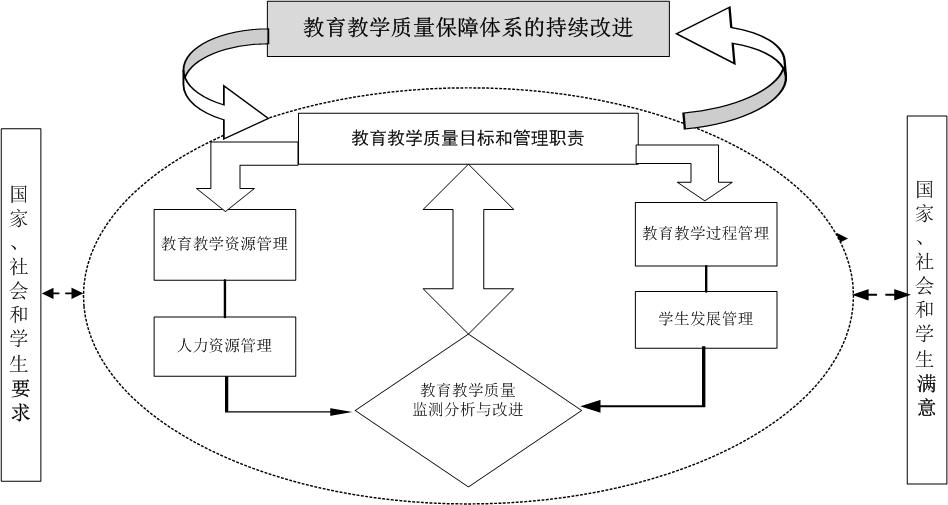 教育教学质量保障体系的持续改进
教育教学质量目标和管理职责
国家、社会和学生要求
教育教学资源管理
人力资源管理
教育教学过程管理
学生发展管理
教育教学质量
监测分析与改进
国家、社会和学生满意